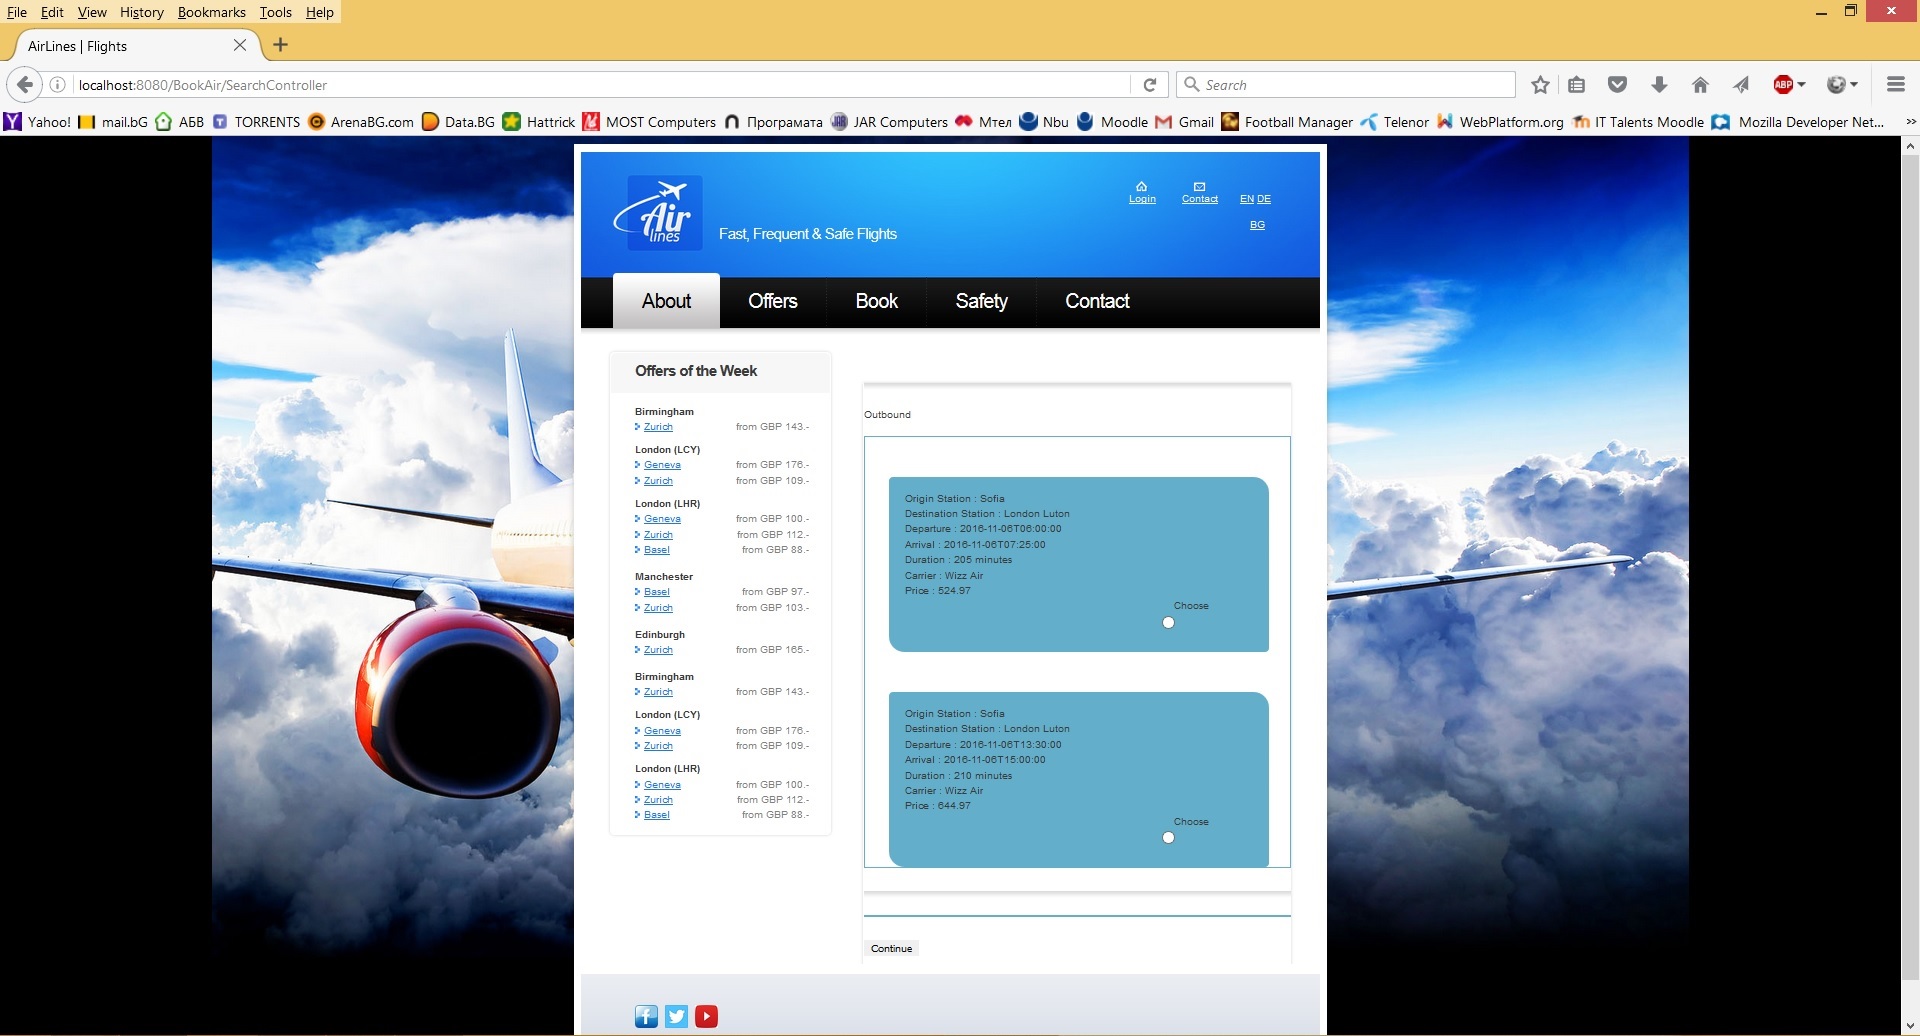 File Edit View History Bookmarks Tools Help
AirLines | Flights
localhost:8080/BookAir/SearchController
Search
ABP
Yahoo! mail.bG ABB TORRENTS ArenaBG.com Data.BG Hattrick MOST Computers Програмата JAR Computers Мтел Nbu Moodle Gmail Football Manager Telenor WebPlatform.org IT Talents Moodle Mozilla Developer Net...
Air
lines
Fast, Frequent & Safe Flights
Login Contact EN DE
BG
About Offers Book Safety Contact
Offers of the Week
Birmingham
Zurich from GBP 143.-
London (LCY)
Geneva from GBP 176.-
Zurich from GBP 109.-
London (LHR)
Geneva from GBP 100.-
Zurich from GBP 112.-
Basel from GBP 88.-
Manchester
Basel from GBP 97.-
Zurich from GBP 103.-
Edinburgh
Zurich from GBP 165.-
Birmingham
Zurich from GBP 143.-
London (LCY)
Geneva from GBP 176.-
Zurich from GBP 109.-
London (LHR)
Geneva from GBP 100.-
Zurich from GBP 112.-
Basel from GBP 88.-
Outbound
Origin Station : Sofia
Destination Station : London Luton
Departure : 2016-11-06T06:00:00
Arrival : 2016-11-06T07:25:00
Duration : 205 minutes
Carrier : Wizz Air
Price : 524.97
Choose
Origin Station : Sofia
Destination Station : London Luton
Departure : 2016-11-06T13:30:00
Arrival : 2016-11-06T15:00:00
Duration : 210 minutes
Carrier : Wizz Air
Price : 644.97
Choose
Continue